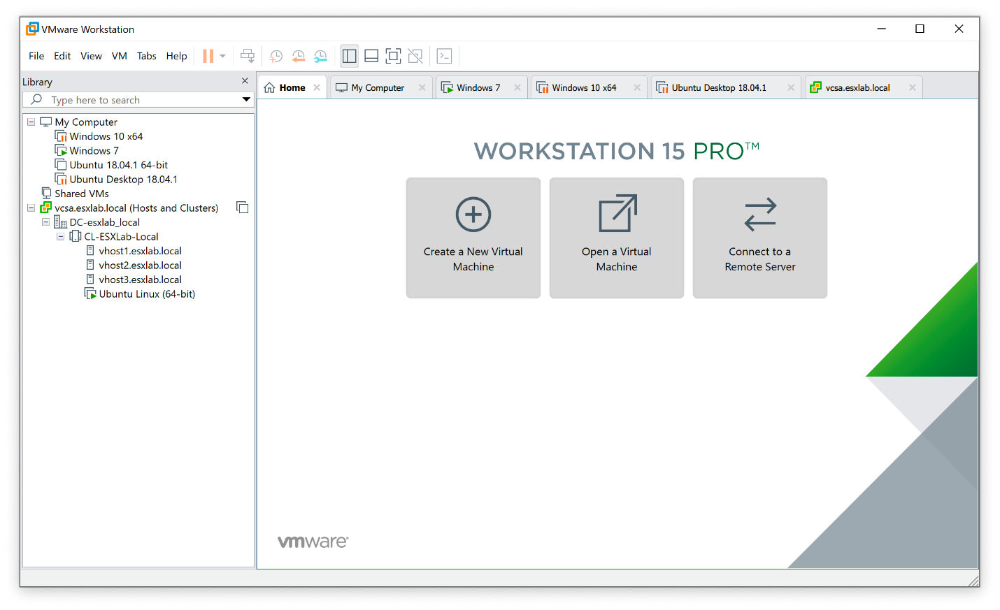 VMware Workstation
File Edit View VM Tabs Help
Library
Type here to search
My Computer
Windows 10 x64
Windows 7
Ubuntu 18.04.1 64-bit
Ubuntu Desktop 18.04.1
Shared VMs
vcsa.esxlab.local (Hosts and Clusters)
DC-esxlab_local
CL-ESXLab-Local
vhost1.esxlab.local
vhost2.esxlab.local
vhost3.esxlab.local
Ubuntu Linux (64-bit)
Home My Computer Windows 7 Windows 10 x64 Ubuntu Desktop 18.04.1 vcsa.esxlab.local
WORKSTATION 15 PRO™
Create a New Virtual
Machine
Open a Virtual
Machine
Connect to a
Remote Server
vmware®